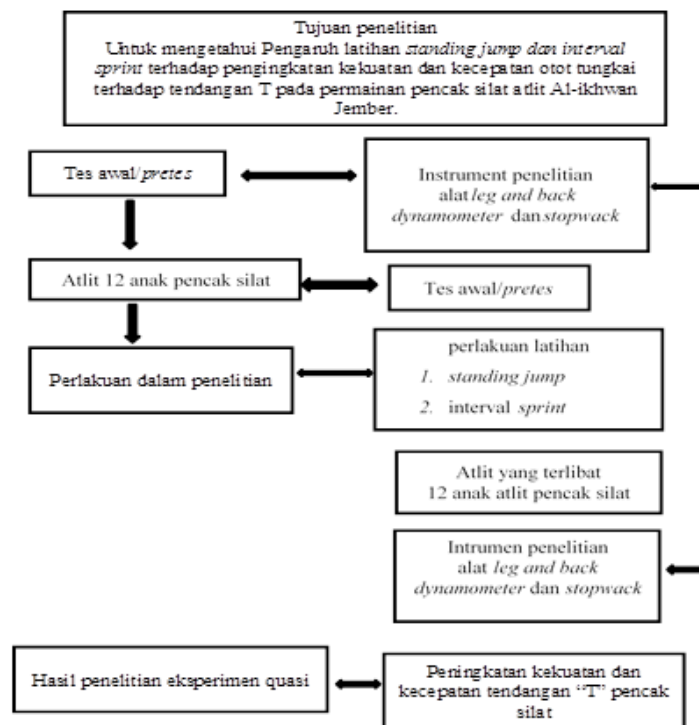 Tujuan penelitian
Untuk mengetahui Pengaruh latihan standing jump dan interval
sprint terhadap pengingkatan kekuatan dan kecepatan otot tungkai
terhadap tendangan T pada permainan pencak silat atlit Al-ikhwan
Jember.
Tes awal/pretes
Instrument penelitian
alat leg and back
dynamometer dan stopwack
Atlit 12 anak pencak silat
Tes awal/pretes
Perlakuan dalam penelitian
perlakuan latihan
1. standing jump
2. interval sprint
Atlit yang terlibat
12 anak atlit pencak silat
Intrumen penelitian
alat leg and back
dynamometer dan stopwack
Hasil penelitian eksperimen quasi
Peningkatan kekuatan dan
kecepatan tendangan “T” pencak
silat